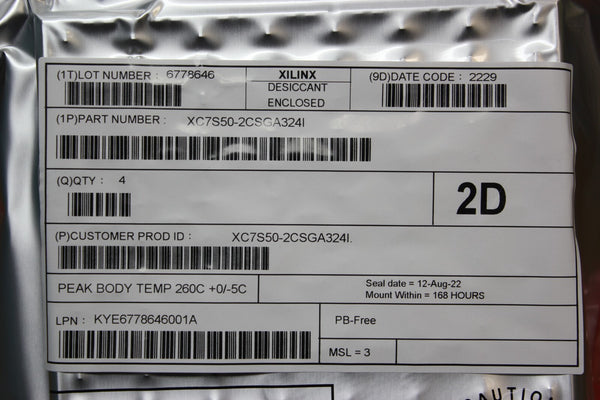 (1T)LOT NUMBER : 6778646
XILINX
DESICCANT
ENCLOSED
(9D)DATE CODE : 2229
(1P)PART NUMBER : XC7S50-2CSGA324I
(Q)QTY : 4
2D
(P)CUSTOMER PROD ID : XC7S50-2CSGA324I.
PEAK BODY TEMP 260C +0/-5C
Seal date = 12-Aug-22
Mount Within = 168 HOURS
LPN : KYE6778646001A
PB-Free
MSL = 3
CAUTION